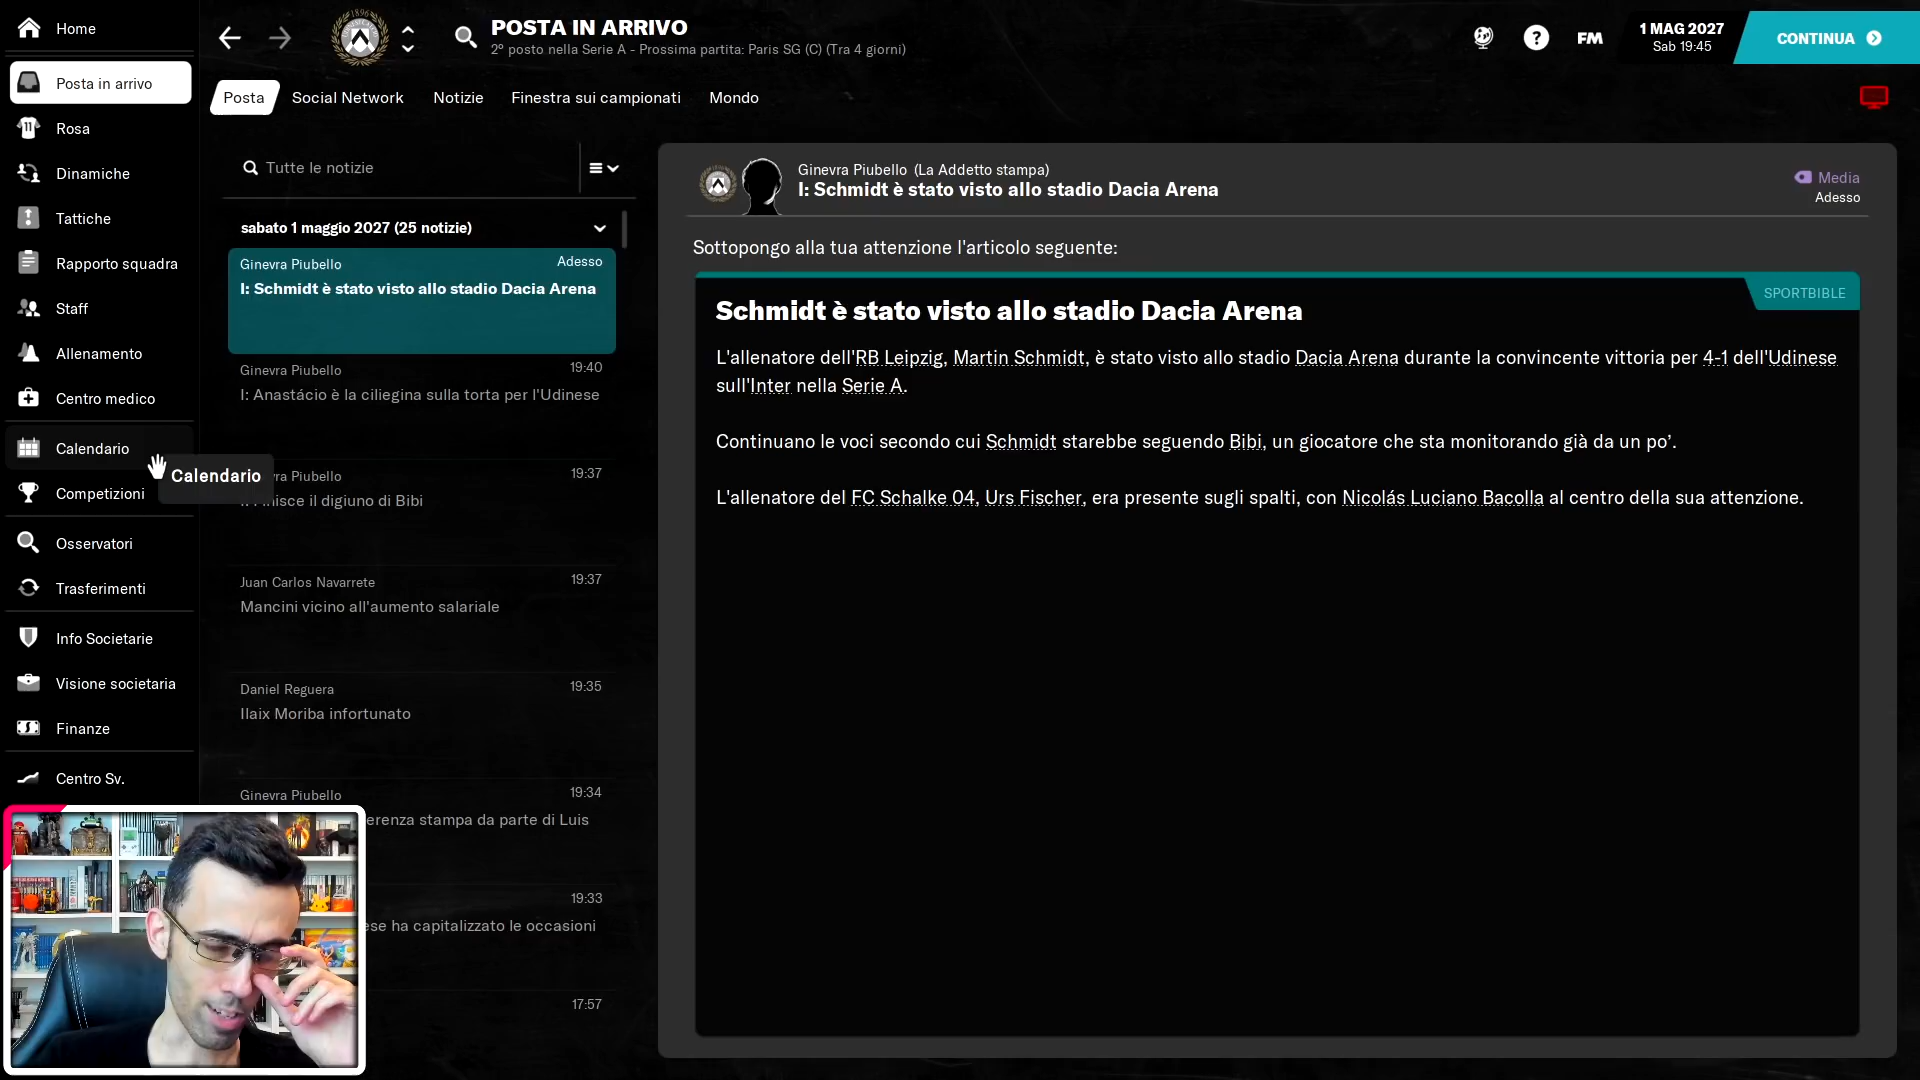 Home
Posta in arrivo
Rosa
Dinamiche
Tattiche
Rapporto squadra
Staff
Allenamento
Centro medico
Calendario
Competizioni
Osservatori
Trasferimenti
Info Societarie
Visione societaria
Finanze
Centro Sv.
Calendario
1896
POSTA IN ARRIVO
2º posto nella Serie A - Prossima partita: Paris SG (C) (Tra 4 giorni)
FM
1 MAG 2027
Sab 19:45
CONTINUA
Posta
Social Network
Notizie
Finestra sui campionati
Mondo
Tutte le notizie
sabato 1 maggio 2027 (25 notizie)
Ginevra Piubello
Adesso
I: Schmidt è stato visto allo stadio Dacia Arena
Ginevra Piubello
19:40
I: Anastácio è la ciliegina sulla torta per l'Udinese
vra Piubello
19:37
nisce il digiuno di Bibi
Juan Carlos Navarrete
19:37
Mancini vicino all'aumento salariale
Daniel Reguera
19:35
Ilaix Moriba infortunato
Ginevra Piubello
19:34
erenza stampa da parte di Luis
19:33
ese ha capitalizzato le occasioni
17:57
Ginevra Piubello (La Addetto stampa)
I: Schmidt è stato visto allo stadio Dacia Arena
Media
Adesso
Sottopongo alla tua attenzione l'articolo seguente:
SPORTBIBLE
Schmidt è stato visto allo stadio Dacia Arena
L'allenatore dell'RB Leipzig, Martin Schmidt, è stato visto allo stadio Dacia Arena durante la convincente vittoria per 4-1 dell'Udinese
sull'Inter nella Serie A.
Continuano le voci secondo cui Schmidt starebbe seguendo Bibi, un giocatore che sta monitorando già da un po'.
L'allenatore del FC Schalke 04, Urs Fischer, era presente sugli spalti, con Nicolás Luciano Bacolla al centro della sua attenzione.